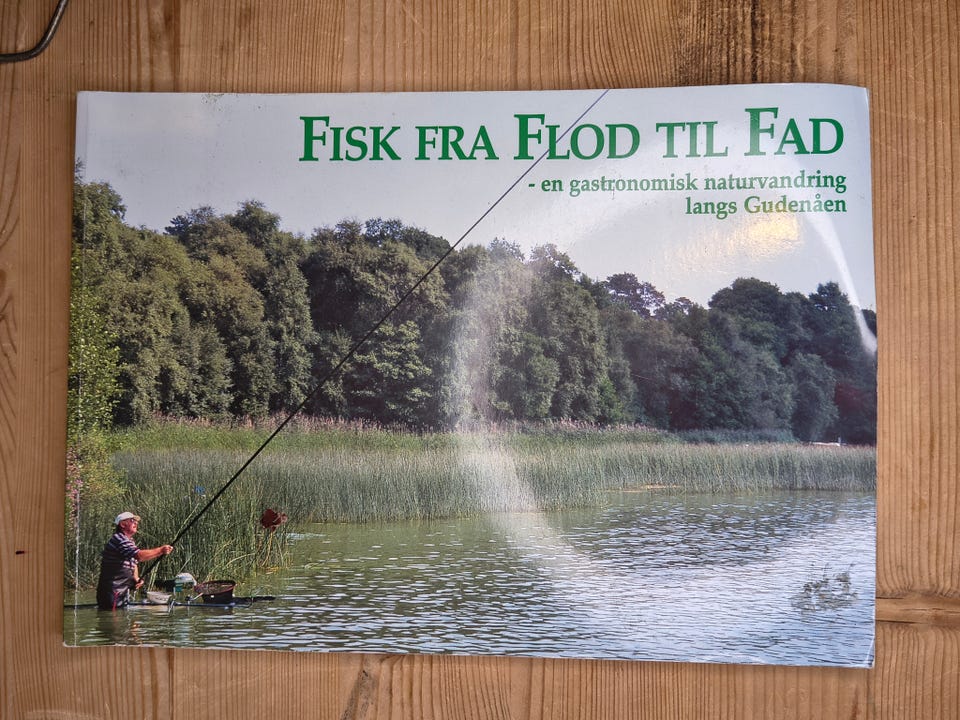 FISK FRA FLOD TIL FAD
- en gastronomisk naturvandring
langs Gudenåen